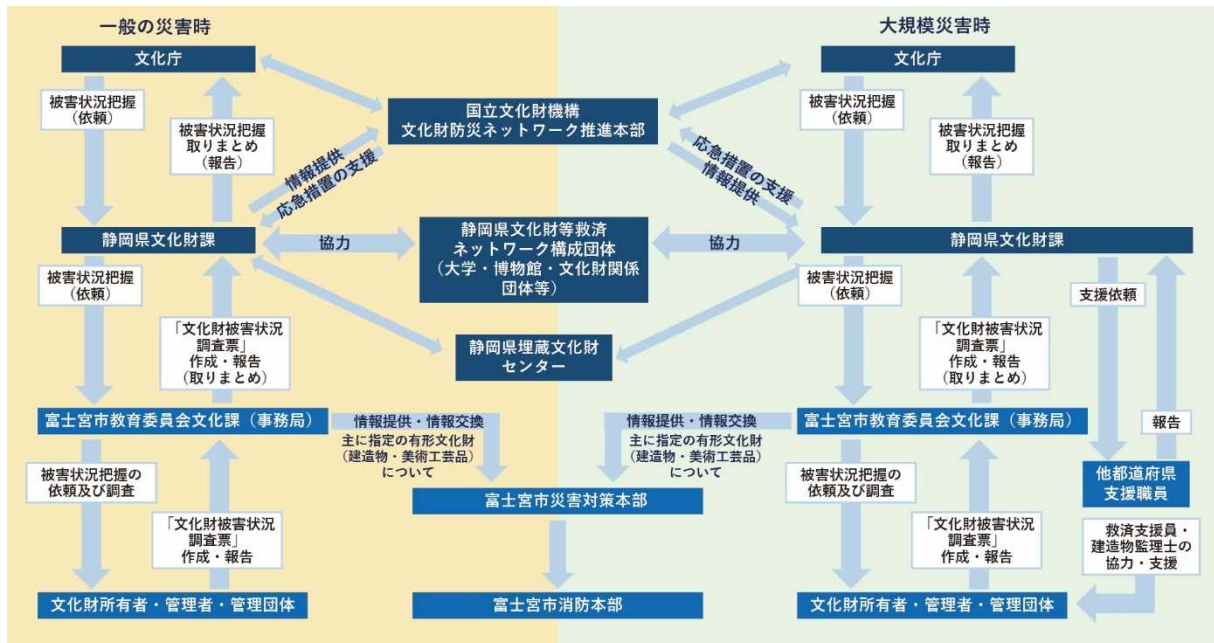 一般の災害時
大規模災害時
文化庁
文化庁
被害状況把握
(依頼)
被害状況把握
取りまとめ
(報告)
国立文化財機構
文化財防災ネットワーク推進本部
被害状況把握
(依頼)
被害状況把握
取りまとめ
(報告)
情報提供
応急措置の支援
応急措置の支援
情報提供
静岡県文化財課
協力
静岡県文化財等救済
ネットワーク構成団体
(大学・博物館・文化財関係
団体等)
協力
静岡県文化財課
被害状況把握
(依頼)
「文化財被害状況
調査票」
作成・報告
(取りまとめ)
静岡県埋蔵文化財
センター
被害状況把握
(依頼)
「文化財被害状況
調査票」
作成・報告
(取りまとめ)
支援依頼
報告
富士宮市教育委員会文化課(事務局)
情報提供・情報交換
主に指定の有形文化財
(建造物・美術工芸品)
について
情報提供・情報交換
主に指定の有形文化財
(建造物・美術工芸品)
について
富士宮市教育委員会文化課(事務局)
被害状況把握の
依頼及び調査
「文化財被害状況
調査票」
作成・報告
富士宮市災害対策本部
被害状況把握の
依頼及び調査
「文化財被害状況
調査票」
作成・報告
他都道府県
支援職員
救済支援員・
建造物監理士の
協力・支援
文化財所有者・管理者・管理団体
富士宮市消防本部
文化財所有者・管理者・管理団体